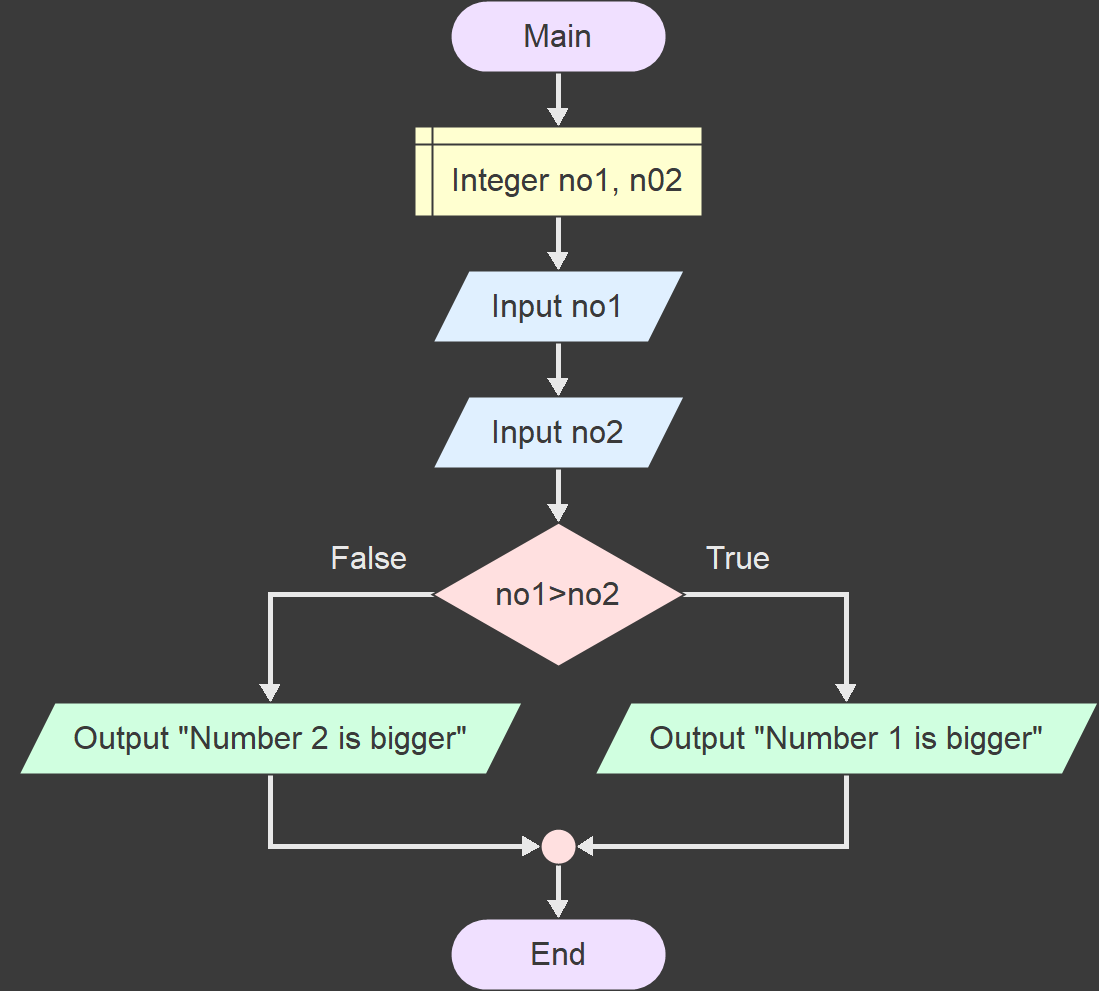 Main
Integer no1, n02
Input no1
Input no2
False
True
no1>no2
Output "Number 2 is bigger"
Output "Number 1 is bigger"
End